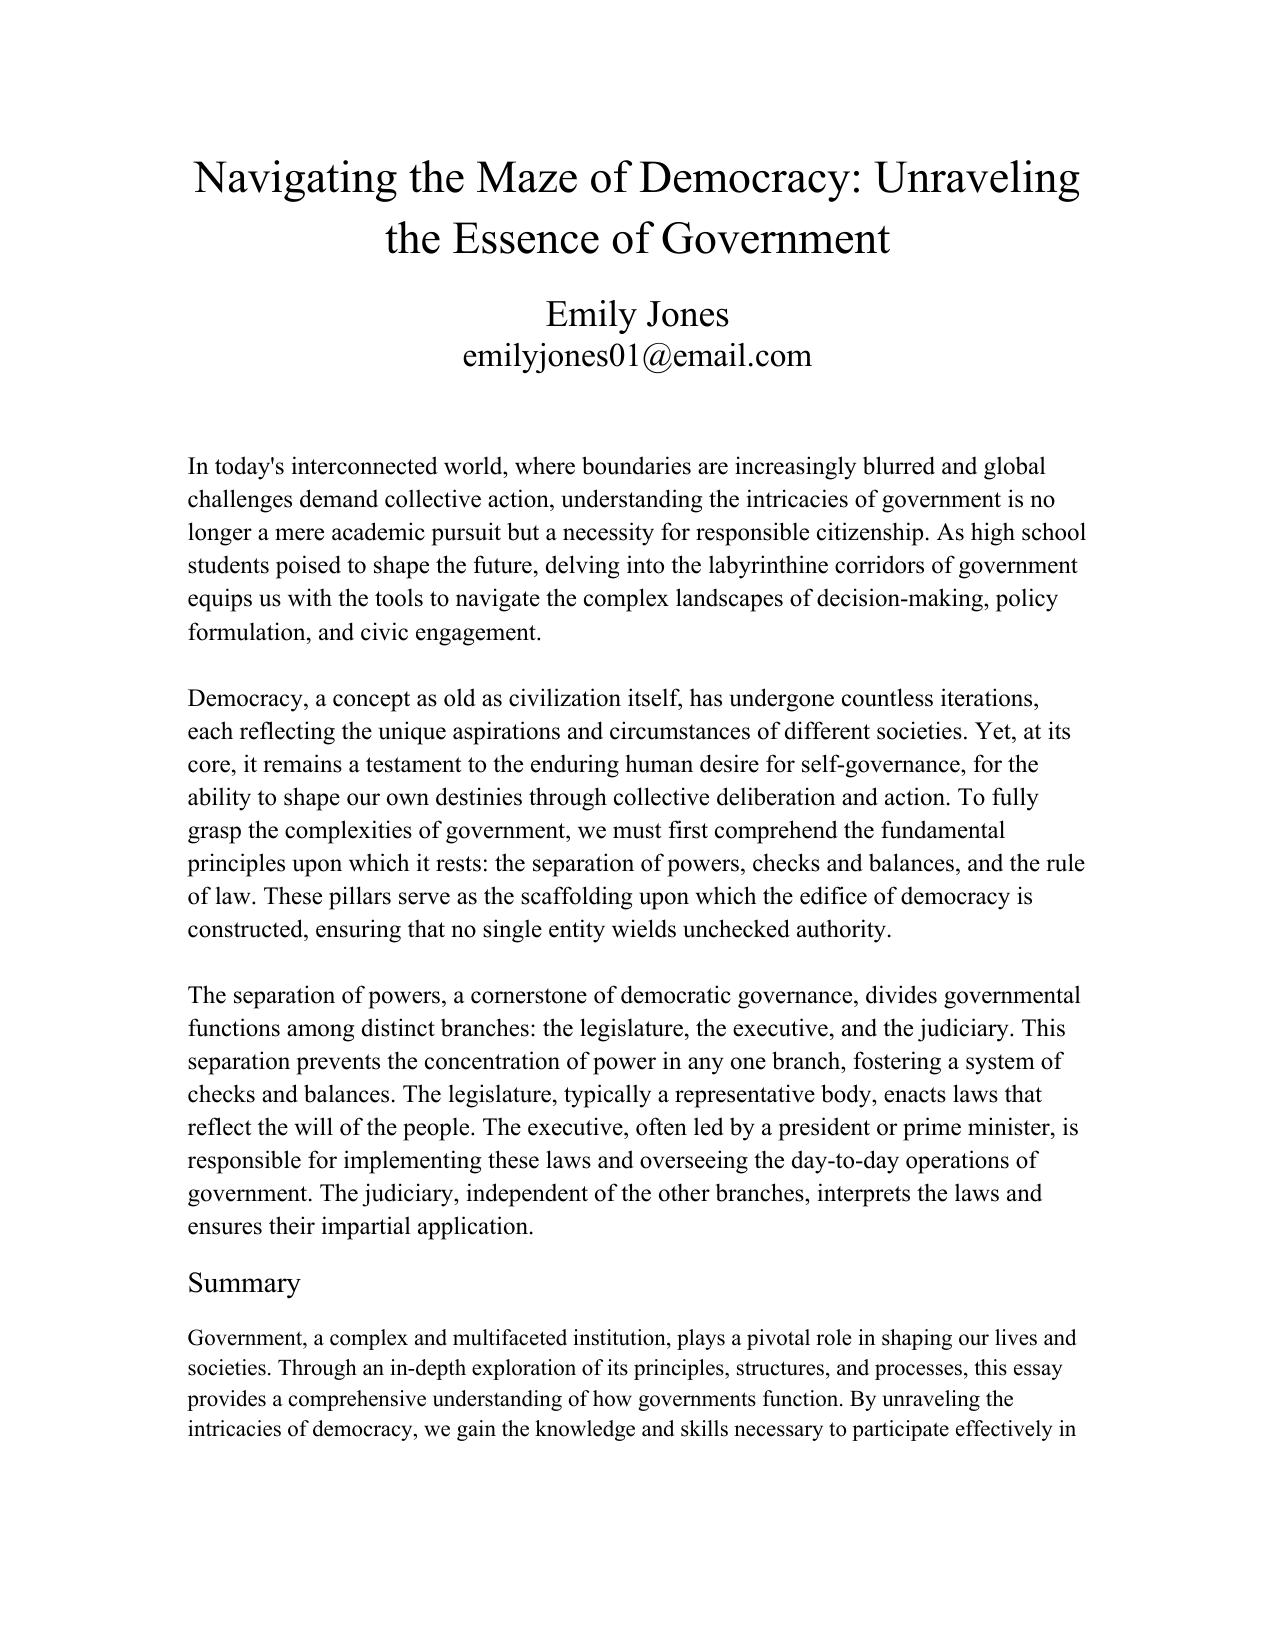 Navigating the Maze of Democracy: Unraveling
the Essence of Government
Emily Jones
emilyjones01@email.com
In today's interconnected world, where boundaries are increasingly blurred and global
challenges demand collective action, understanding the intricacies of government is no
longer a mere academic pursuit but a necessity for responsible citizenship. As high school
students poised to shape the future, delving into the labyrinthine corridors of government
equips us with the tools to navigate the complex landscapes of decision-making, policy
formulation, and civic engagement.
Democracy, a concept as old as civilization itself, has undergone countless iterations,
each reflecting the unique aspirations and circumstances of different societies. Yet, at its
core, it remains a testament to the enduring human desire for self-governance, for the
ability to shape our own destinies through collective deliberation and action. To fully
grasp the complexities of government, we must first comprehend the fundamental
principles upon which it rests: the separation of powers, checks and balances, and the rule
of law. These pillars serve as the scaffolding upon which the edifice of democracy is
constructed, ensuring that no single entity wields unchecked authority.
The separation of powers, a cornerstone of democratic governance, divides governmental
functions among distinct branches: the legislature, the executive, and the judiciary. This
separation prevents the concentration of power in any one branch, fostering a system of
checks and balances. The legislature, typically a representative body, enacts laws that
reflect the will of the people. The executive, often led by a president or prime minister, is
responsible for implementing these laws and overseeing the day-to-day operations of
government. The judiciary, independent of the other branches, interprets the laws and
ensures their impartial application.
Summary
Government, a complex and multifaceted institution, plays a pivotal role in shaping our lives and
societies. Through an in-depth exploration of its principles, structures, and processes, this essay
provides a comprehensive understanding of how governments function. By unraveling the
intricacies of democracy, we gain the knowledge and skills necessary to participate effectively in